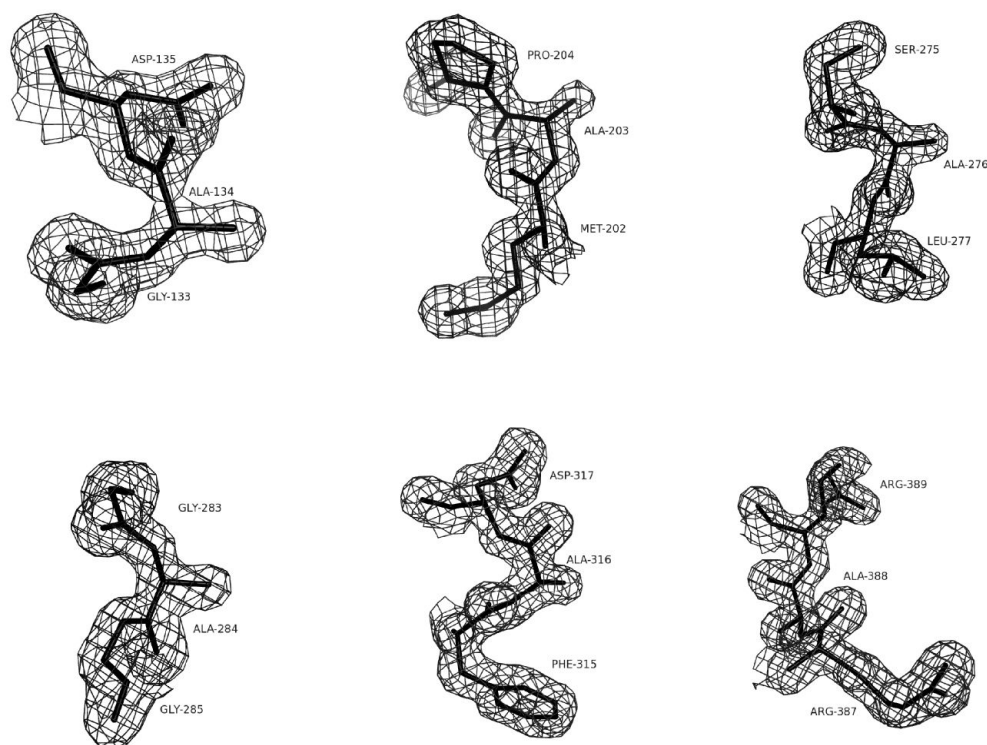 ASP-135
ALA-134
GLY-133
PRO-204
ALA-203
MET-202
SER-275
ALA-276
LEU-277
GLY-283
ALA-284
GLY-285
ASP-317
ALA-316
PHE-315
ARG-389
ALA-388
ARG-387